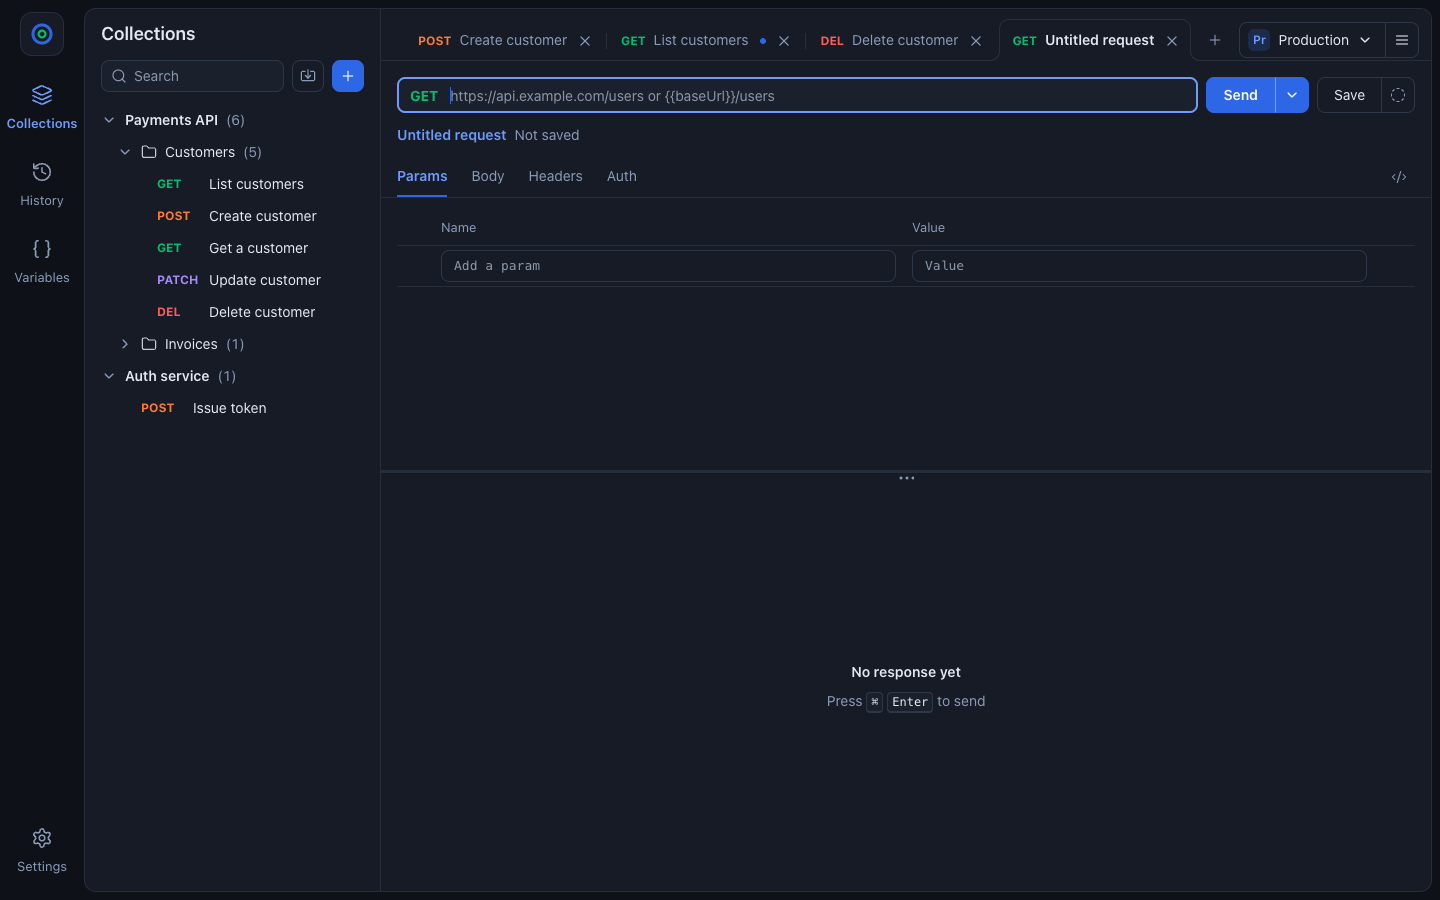 Collections
History
Variables
Settings
Collections
Search
Payments API (6)
Customers (5)
GET List customers
POST Create customer
GET Get a customer
PATCH Update customer
DEL Delete customer
Invoices (1)
Auth service (1)
POST Issue token
POST Create customer
GET List customers
DEL Delete customer
GET Untitled request
Pr Production
GET https://api.example.com/users or {{baseUrl}}/users
Send
Save
Untitled request Not saved
Params Body Headers Auth
Name Value
Add a param Value
No response yet
Press ⌘ Enter to send